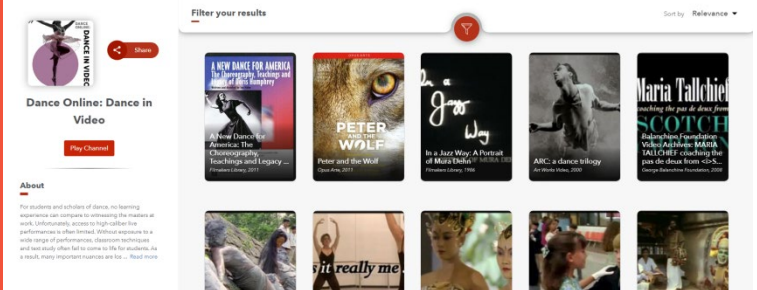 DANCE
ONLINE:
DANCE IN VIDEO
Share
Dance Online: Dance in
Video
Play Channel
About
For students and scholars of dance, no learning
experience can compare to witnessing the masters at
work. Unfortunately, access to high-caliber live
performances is often limited. Without exposure to a
wide range of performances, classroom techniques
and text study often fail to come to life for students. As
a result, many important nuances are los ... Read more
Filter your results
Sort by Relevance
A NEW DANCE FOR AMERICA
The Choreography, Teachings and
Legacy of Doris Humphrey
A New Dance for
America: The
Choreography,
Teachings and Legacy ...
Filmakers Library, 2011
PETER
AND THE
WOLF
Peter and the Wolf
Opus Arte, 2011
In a
Jazz
Way
In a Jazz Way: A Portrait
of Mura Dehn
Filmakers Library, 1986
ARC: a dance trilogy
Art Works Video, 2000
Maria Tallchief
coaching the pas de deux from
SCOTCH
Balanchine Foundation
Video Archives: MARIA
TALLCHIEF coaching the
pas de deux from <i>S...
George Balanchine Foundation, 2000
is it really me